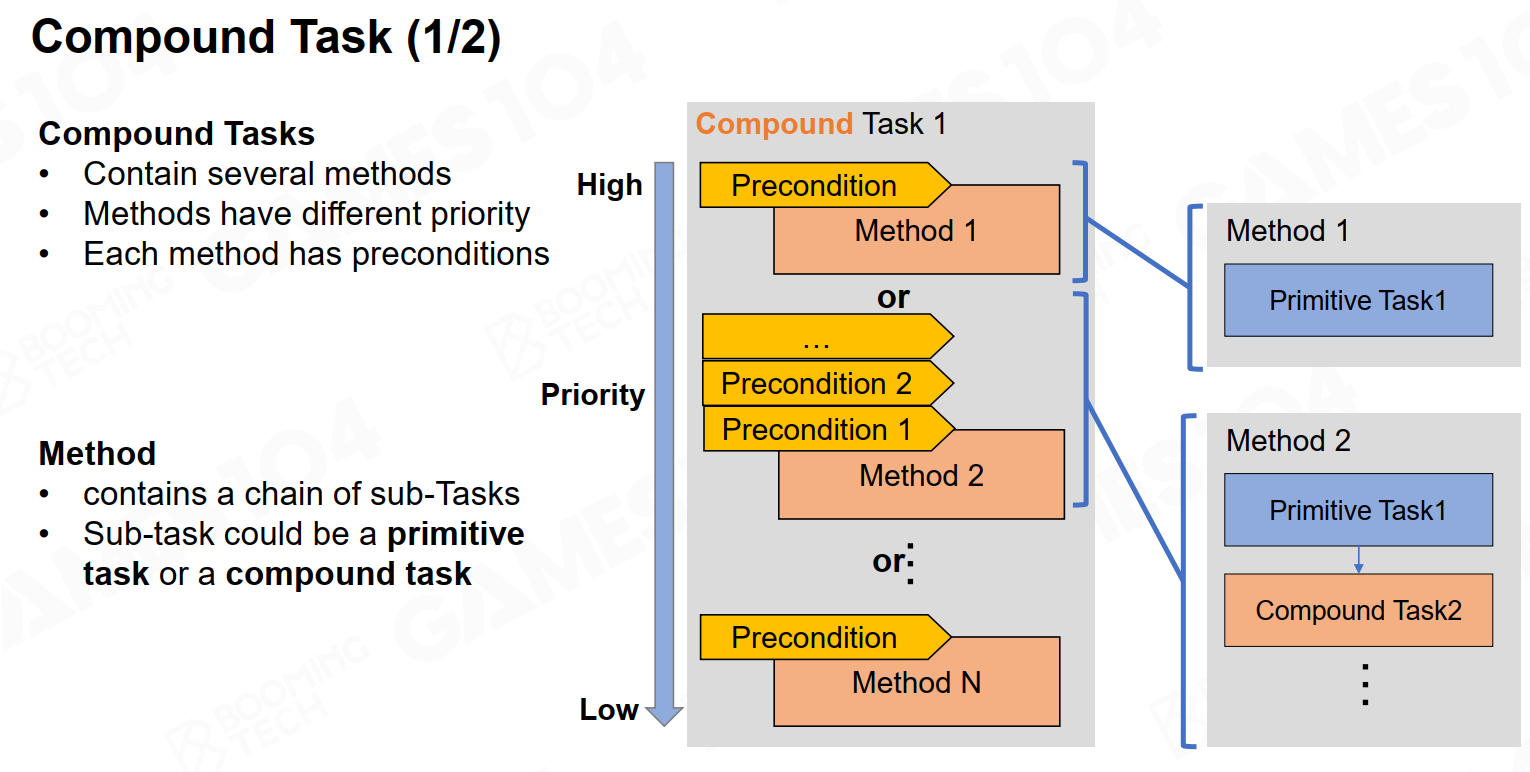 Compound Task (1/2)
Compound Tasks
• Contain several methods
• Methods have different priority
• Each method has preconditions
Method
• contains a chain of sub-Tasks
• Sub-task could be a primitive
task or a compound task
High
Priority
Low
Compound Task 1
Precondition
Method 1
or
...
Precondition 2
Precondition 1
Method 2
or
Precondition
Method N
Method 1
Primitive Task1
Method 2
Primitive Task1
Compound Task2
GAMES 104
BOOMING
TECH